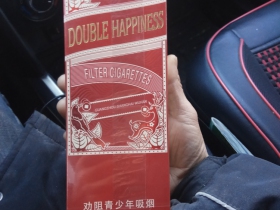 DOUBLE HAPPINESS
FILTER CIGARETTES
劝阻青少年吸烟